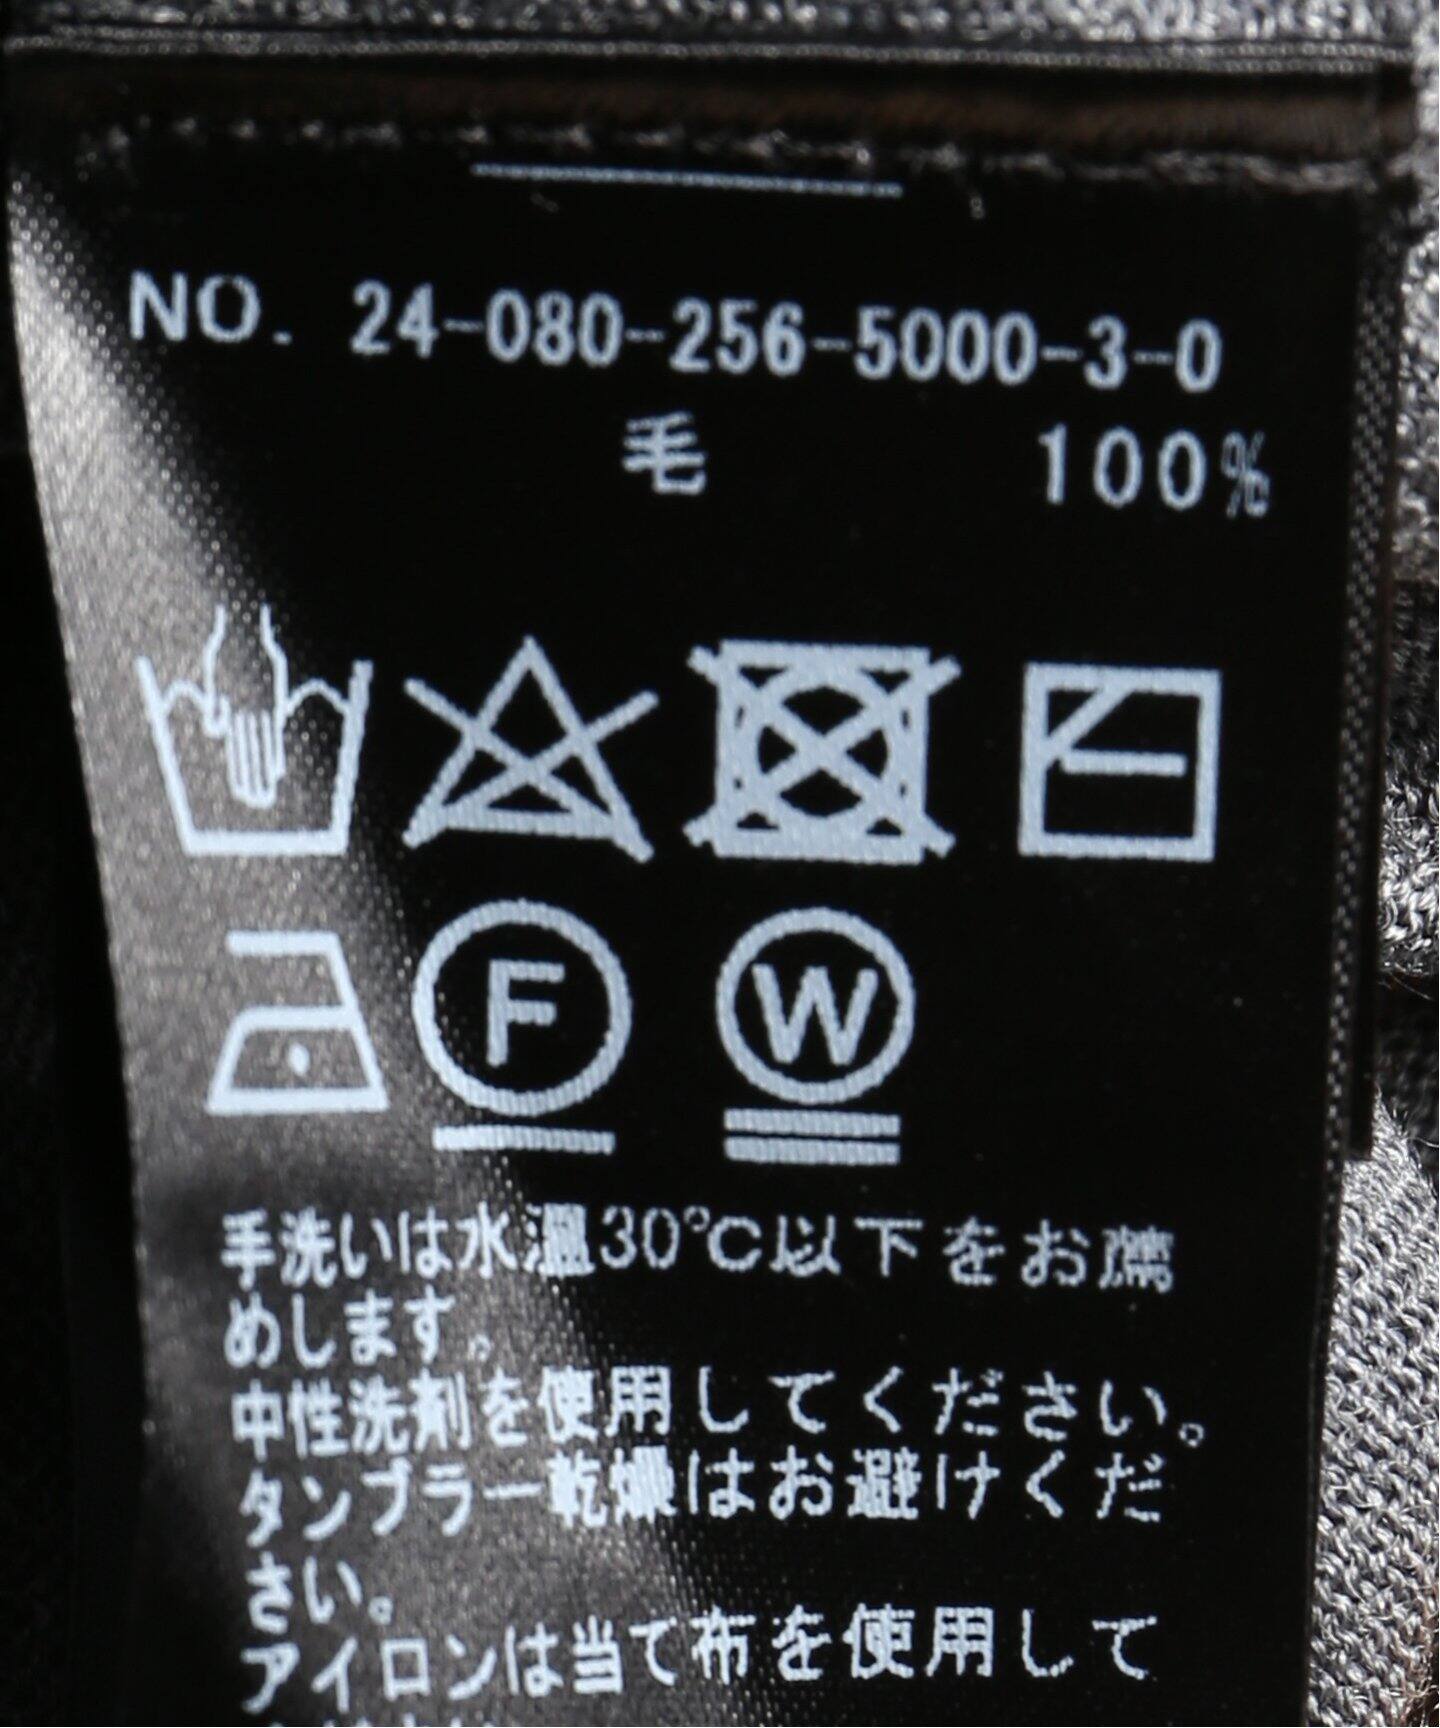 NO. 24-080-256-5000-3-0
毛 100%
F W
手洗いは水温30℃以下をお薦
めします。
中性洗剤を使用してください。
タンブラー乾燥はお避けくだ
さい。
アイロンは当て布を使用して